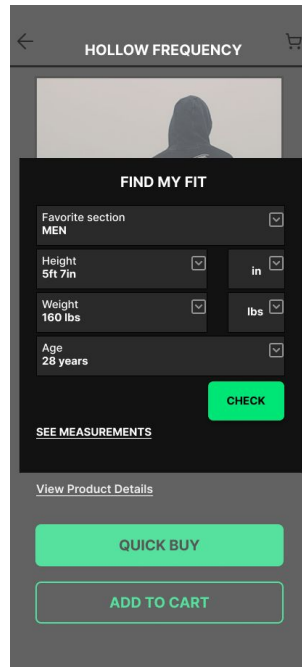 HOLLOW FREQUENCY
FIND MY FIT
Favorite section
MEN
Height
5ft 7in
in
Weight
160 lbs
lbs
Age
28 years
CHECK
SEE MEASUREMENTS
View Product Details
QUICK BUY
ADD TO CART